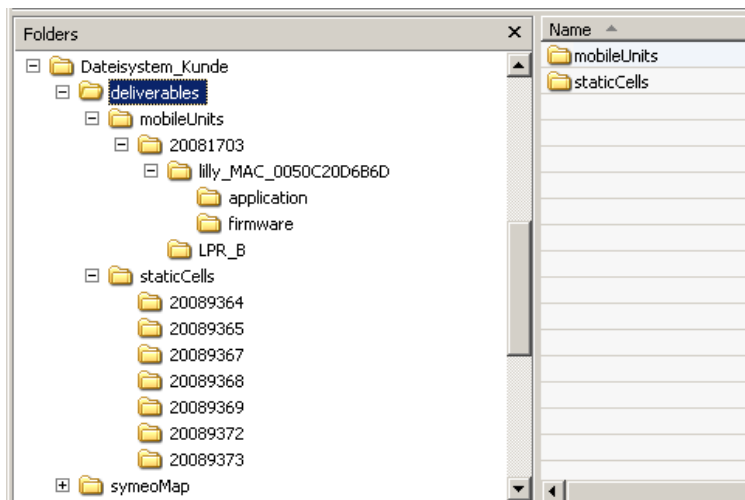 Folders
Dateisystem_Kunde
deliverables
mobileUnits
20081703
lilly_MAC_0050C20D6B6D
application
firmware
LPR_B
staticCells
20089364
20089365
20089367
20089368
20089369
20089372
20089373
symeoMap
Name
mobileUnits
staticCells